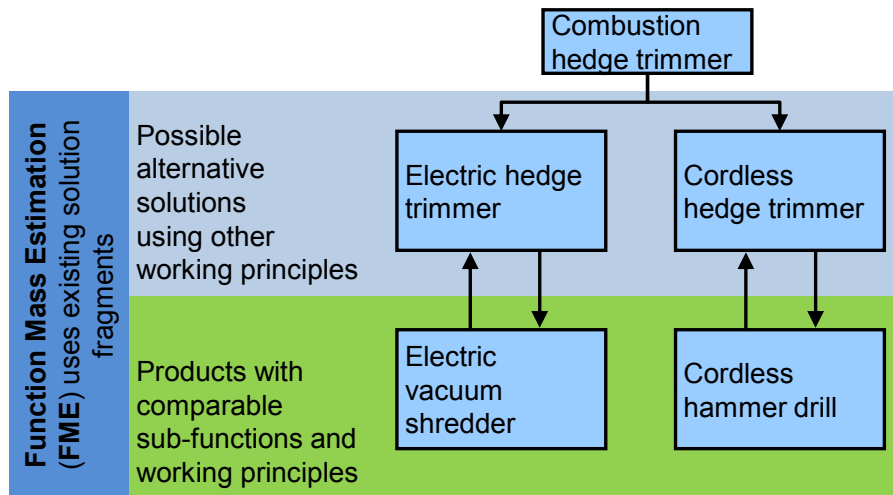 Combustion
hedge trimmer
Function Mass Estimation
(FME) uses existing solution
fragments
Possible
alternative
solutions
using other
working principles
Electric hedge
trimmer
Cordless
hedge trimmer
Products with
comparable
sub-functions and
working principles
Electric
vacuum
shredder
Cordless
hammer drill